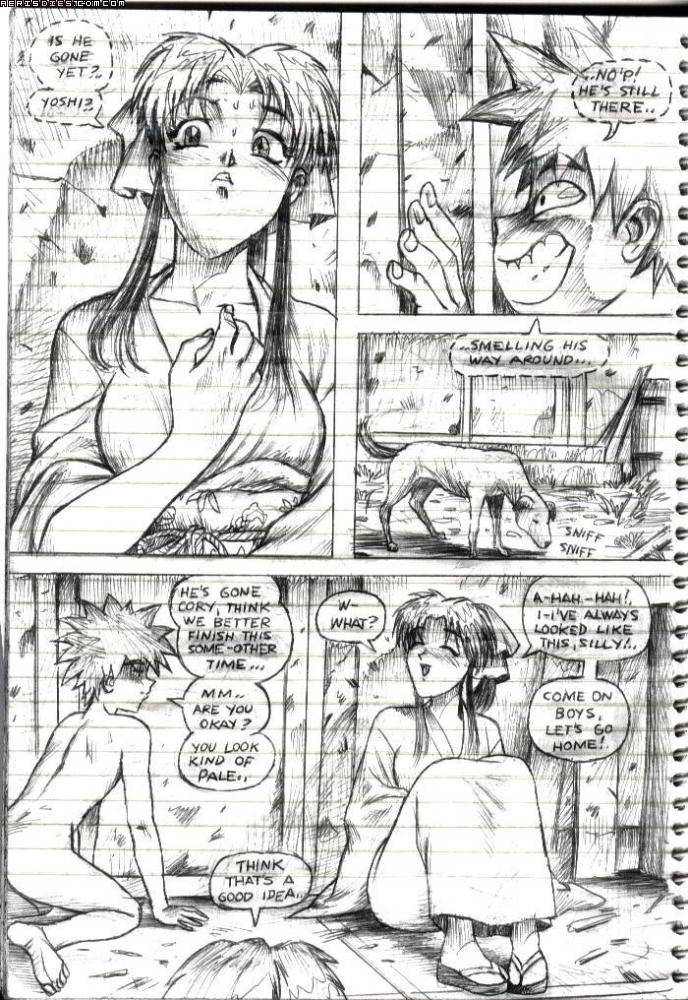 AERISDIES.COM
IS HE
GONE
YET?
YOSHI?
..NO'P!
HE'S STILL
THERE..
...SMELLING HIS
WAY AROUND...
SNIFF
SNIFF
HE'S GONE
CORY, THINK
WE BETTER
FINISH THIS
SOME-OTHER
TIME...
MM..
ARE YOU
OKAY?
YOU LOOK
KIND OF
PALE..
W-
WHAT?
A-HAH-HAH!,
I-I'VE ALWAYS
LOOKED LIKE
THIS, SILLY!..
COME ON
BOYS,
LET'S GO
HOME!.
THINK
THAT'S A
GOOD IDEA..